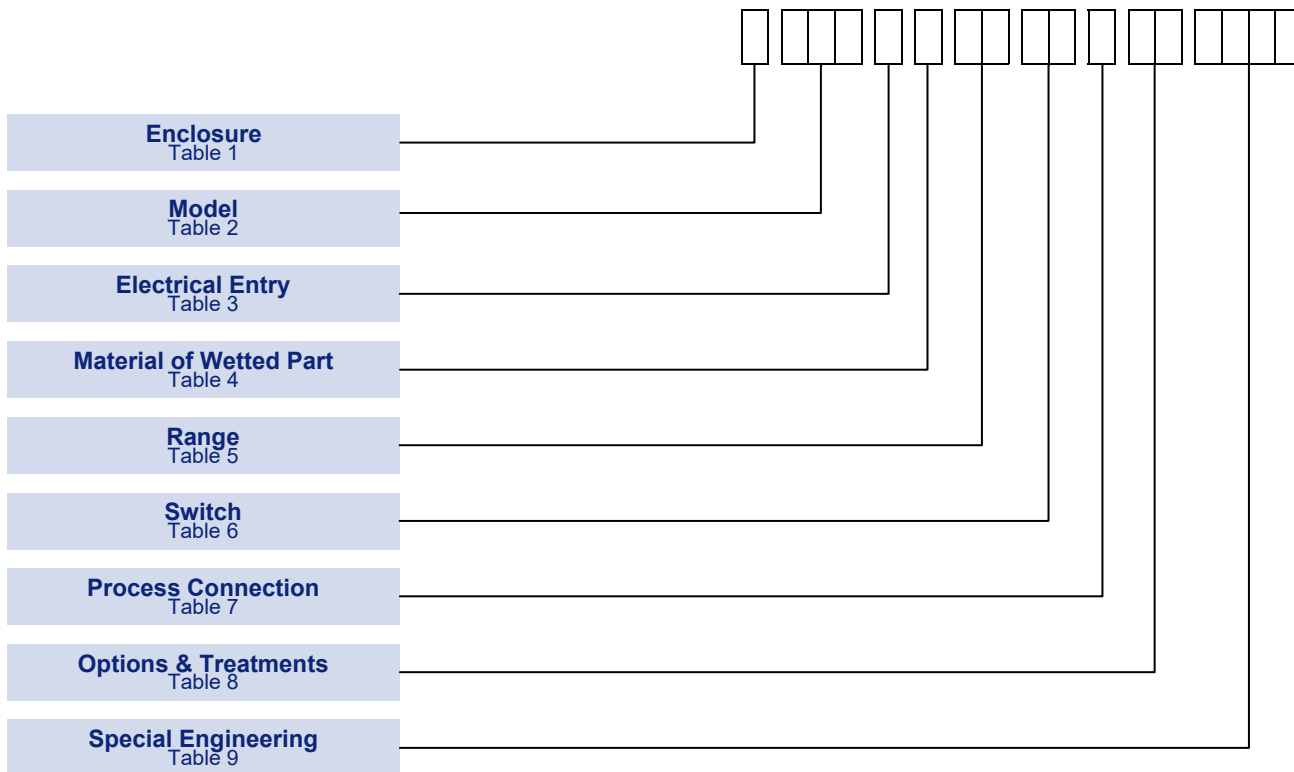 Enclosure
Table 1
Model
Table 2
Electrical Entry
Table 3
Material of Wetted Part
Table 4
Range
Table 5
Switch
Table 6
Process Connection
Table 7
Options & Treatments
Table 8
Special Engineering
Table 9